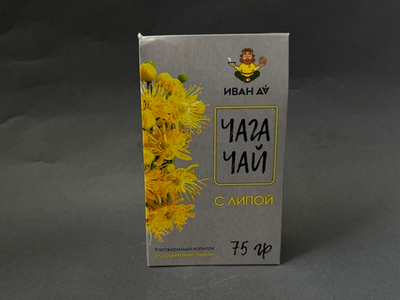 ИВАН ДА
ЧАГА
ЧАЙ
С ЛИПОЙ
Растворимый напиток
75 гр